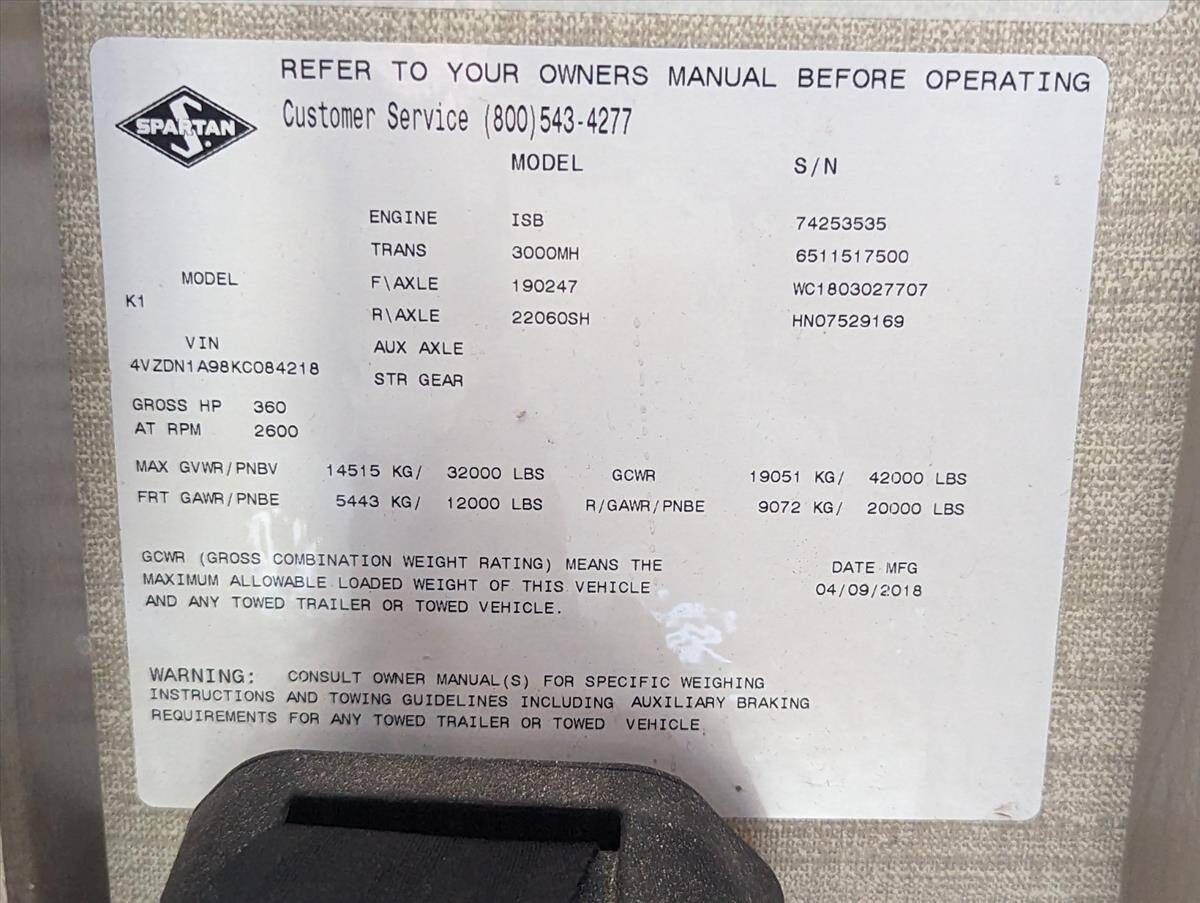 REFER TO YOUR OWNERS MANUAL BEFORE OPERATING
SPARTAN
Customer Service (800)543-4277
MODEL S/N
ENGINE ISB 74253535
TRANS 3000MH 6511517500
MODEL F\AXLE 190247 WC1803027707
K1 R\AXLE 22060SH HN07529169
VIN AUX AXLE
4VZDN1A98KC084218 STR GEAR
GROSS HP 360
AT RPM 2600
MAX GVWR/PNBV 14515 KG/ 32000 LBS GCWR 19051 KG/ 42000 LBS
FRT GAWR/PNBE 5443 KG/ 12000 LBS R/GAWR/PNBE 9072 KG/ 20000 LBS
GCWR (GROSS COMBINATION WEIGHT RATING) MEANS THE DATE MFG
MAXIMUM ALLOWABLE LOADED WEIGHT OF THIS VEHICLE 04/09/2018
AND ANY TOWED TRAILER OR TOWED VEHICLE.
WARNING: CONSULT OWNER MANUAL(S) FOR SPECIFIC WEIGHING
INSTRUCTIONS AND TOWING GUIDELINES INCLUDING AUXILIARY BRAKING
REQUIREMENTS FOR ANY TOWED TRAILER OR TOWED VEHICLE.